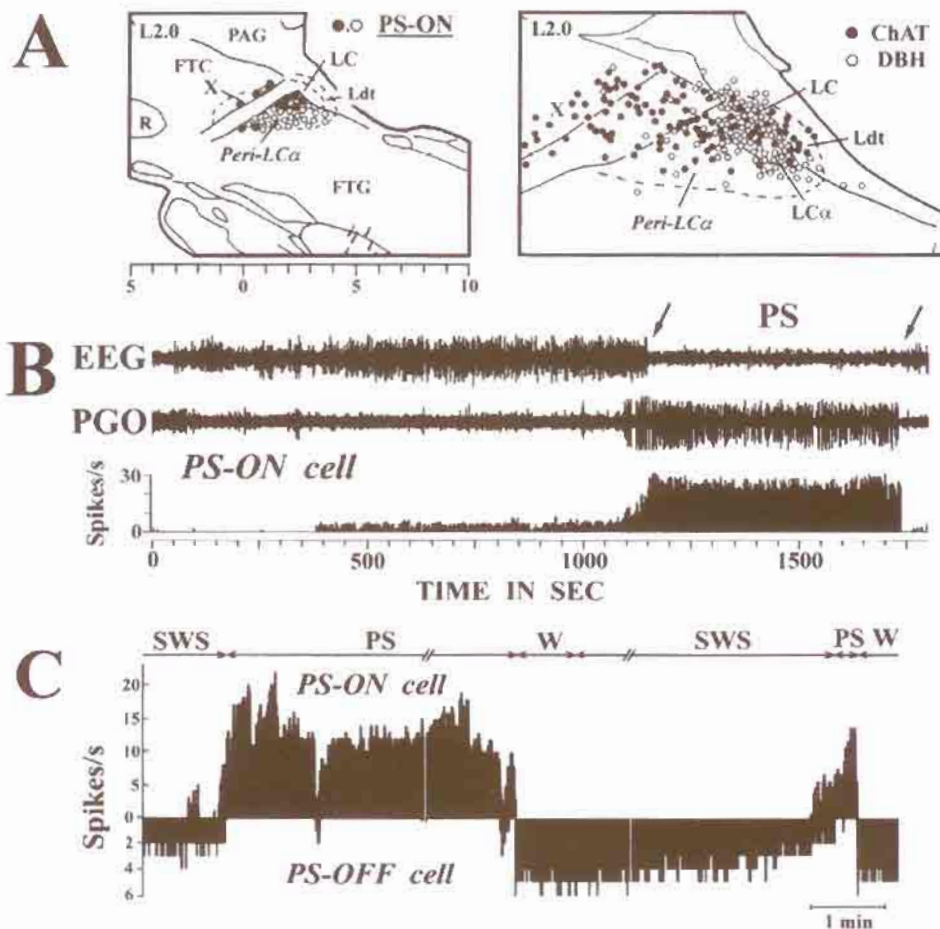 A
L2.0
PAG
PS-ON
FTC
LC
X
Ldt
R
Peri-LCα
FTG
5 0 5 10
L2.0
ChAT
DBH
X
LC
Ldt
LCα
Peri-LCα
B
PS
EEG
PGO
PS-ON cell
Spikes/s
30
0
0 500 1000 1500
TIME IN SEC
C
SWS PS W SWS PS W
PS-ON cell
Spikes/s
20
15
10
5
0
2
4
6
PS-OFF cell
1 min